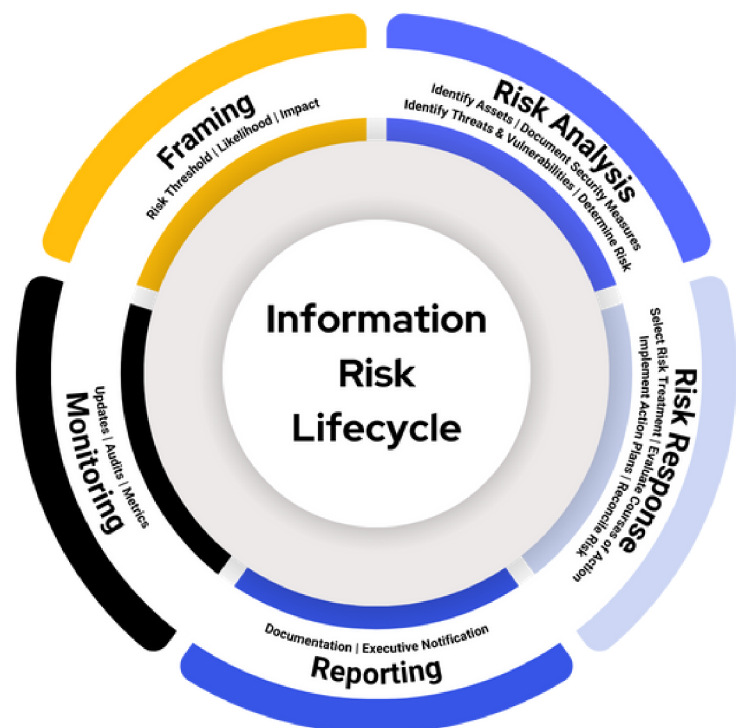 Information
Risk
Lifecycle
Framing
Risk Threshold | Likelihood | Impact
Risk Analysis
Identify Assets | Document Security Measures
Identify Threats & Vulnerabilities | Determine Risk
Risk Response
Select Risk Treatment | Evaluate Courses of Action
Implement Action Plans | Reconcile Risk
Documentation | Executive Notification
Reporting
Updates | Audits | Metrics
Monitoring